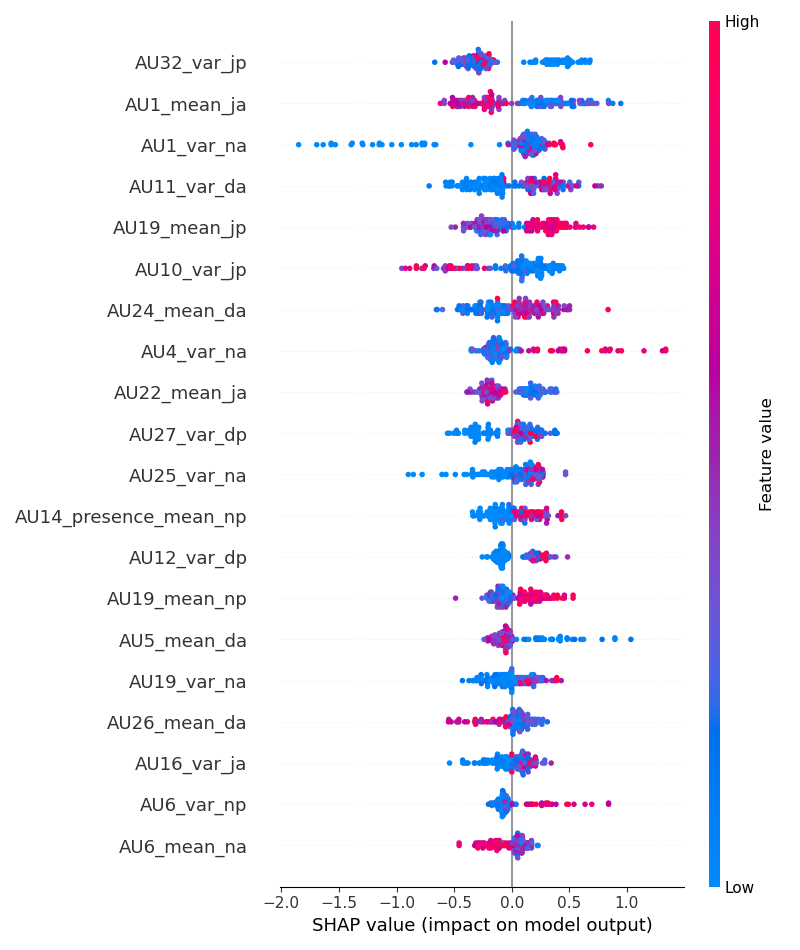 High
AU32_var_jp
AU1_mean_ja
AU1_var_na
AU11_var_da
AU19_mean_jp
AU10_var_jp
AU24_mean_da
AU4_var_na
AU22_mean_ja
AU27_var_dp
AU25_var_na
AU14_presence_mean_np
AU12_var_dp
AU19_mean_np
AU5_mean_da
AU19_var_na
AU26_mean_da
AU16_var_ja
AU6_var_np
AU6_mean_na
Feature value
Low
−2.0 −1.5 −1.0 −0.5 0.0 0.5 1.0
SHAP value (impact on model output)